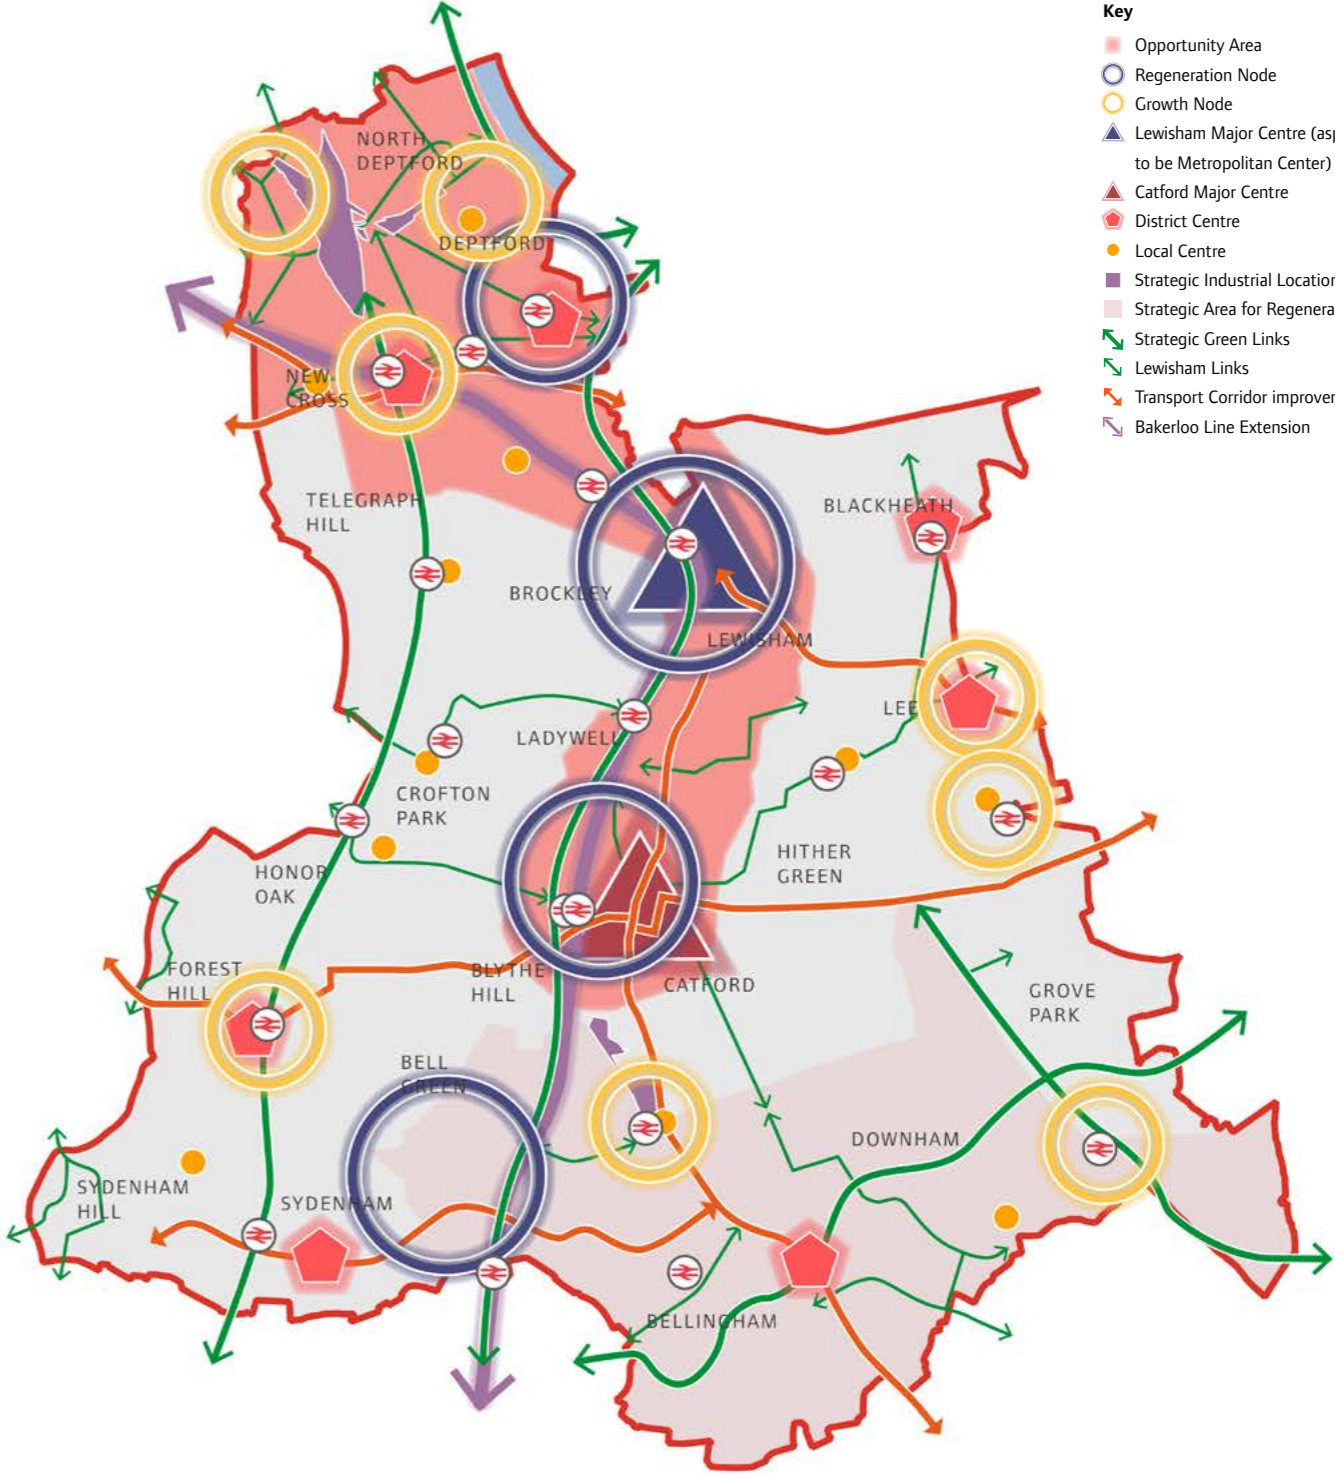 Key
Opportunity Area
Regeneration Node
Growth Node
Lewisham Major Centre (asp
to be Metropolitan Center)
Catford Major Centre
District Centre
Local Centre
Strategic Industrial Location
Strategic Area for Regenera
Strategic Green Links
Lewisham Links
Transport Corridor improver
Bakerloo Line Extension
NORTH
DEPTFORD
DEPTFORD
NEW
CROSS
TELEGRAPH
HILL
BLACKHEATH
BROCKLEY
LEWISHAM
LEE
LADYWELL
CROFTON
PARK
HITHER
GREEN
HONOR
OAK
FOREST
HILL
BLYTHE
HILL
CATFORD
GROVE
PARK
BELL
GREEN
DOWNHAM
SYDENHAM
HILL
SYDENHAM
BELLINGHAM